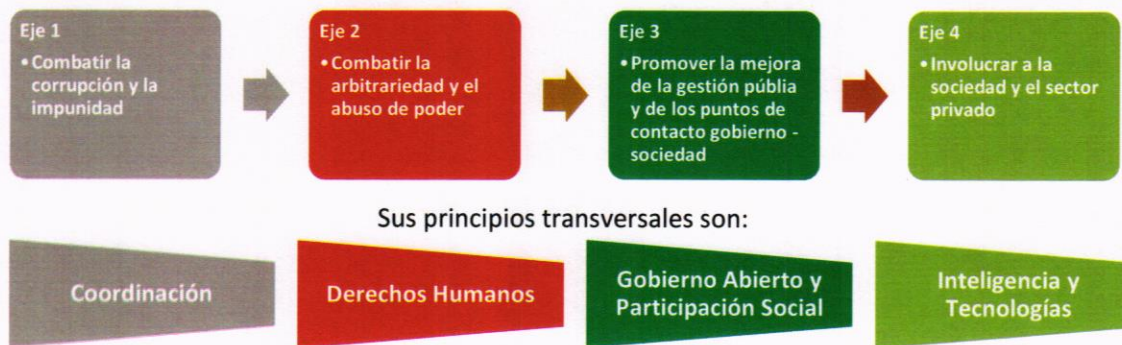 Eje 1
• Combatir la
corrupción y la
impunidad
Eje 2
• Combatir la
arbitrariedad y el
abuso de poder
Eje 3
• Promover la mejora
de la gestión públia
y de los puntos de
contacto gobierno -
sociedad
Eje 4
• Involucrar a la
sociedad y el sector
privado
Sus principios transversales son:
Coordinación
Derechos Humanos
Gobierno Abierto y
Participación Social
Inteligencia y
Tecnologías